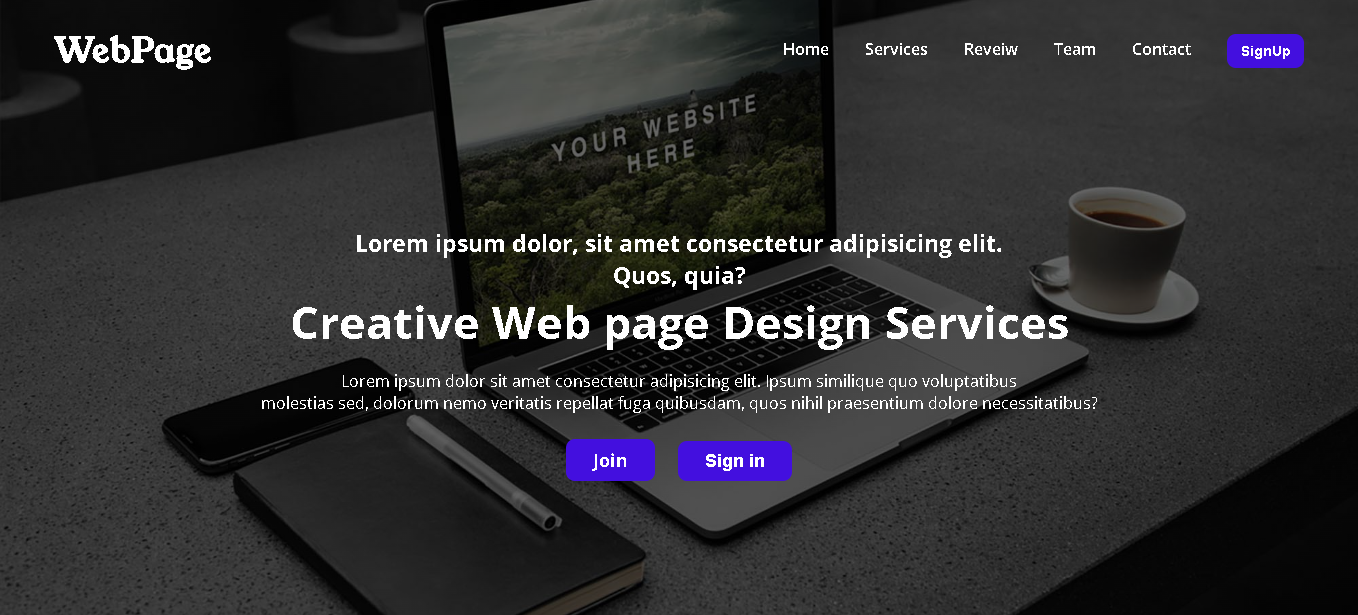 WebPage
Home Services Reveiw Team Contact SignUp
YOUR WEBSITE
HERE
Lorem ipsum dolor, sit amet consectetur adipisicing elit.
Quos, quia?
Creative Web page Design Services
Lorem ipsum dolor sit amet consectetur adipisicing elit. Ipsum similique quo voluptatibus
molestias sed, dolorum nemo veritatis repellat fuga quibusdam, quos nihil praesentium dolore necessitatibus?
Join Sign in